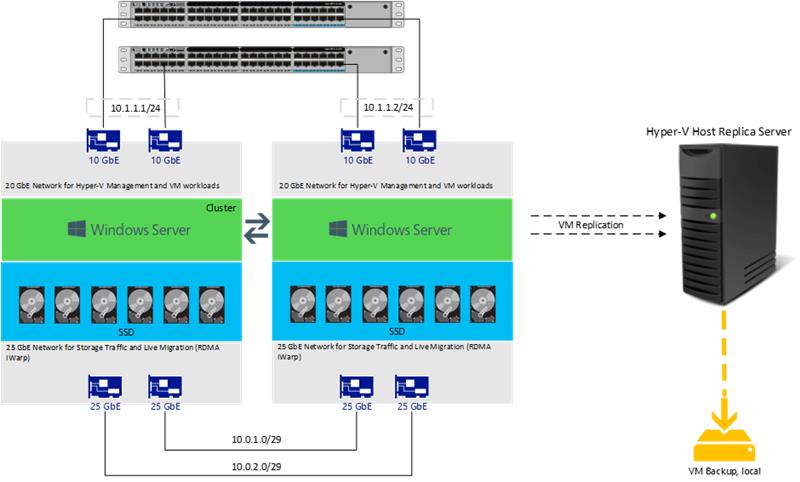 10.1.1.1/24
10.1.1.2/24
10 GbE
10 GbE
10 GbE
10 GbE
Hyper-V Host Replica Server
20 GbE Network for Hyper-V Management and VM workloads
20 GbE Network for Hyper-V Management and VM workloads
Cluster
Windows Server
Windows Server
VM Replication
SSD
SSD
25 GbE Network for Storage Traffic and Live Migration (RDMA
iWarp)
25 GbE Network for Storage Traffic and Live Migration (RDMA
iWarp)
25 GbE
25 GbE
25 GbE
25 GbE
10.0.1.0/29
10.0.2.0/29
VM Backup, local